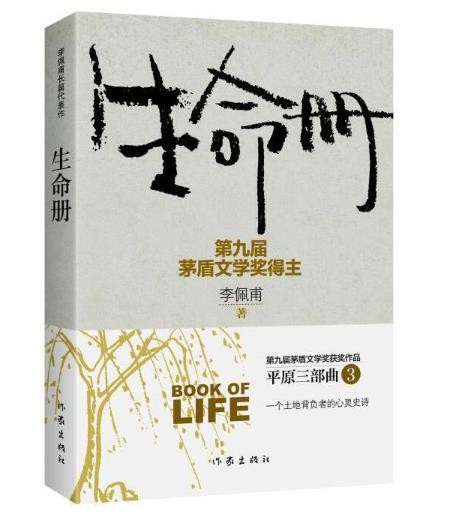 李佩甫长篇代表作
生命册
生命册
第九届
茅盾文学奖得主
李佩甫
著
第九届茅盾文学奖获奖作品
平原三部曲 3
一个土地背负者的心灵史诗
BOOK OF
LIFE
作家出版社